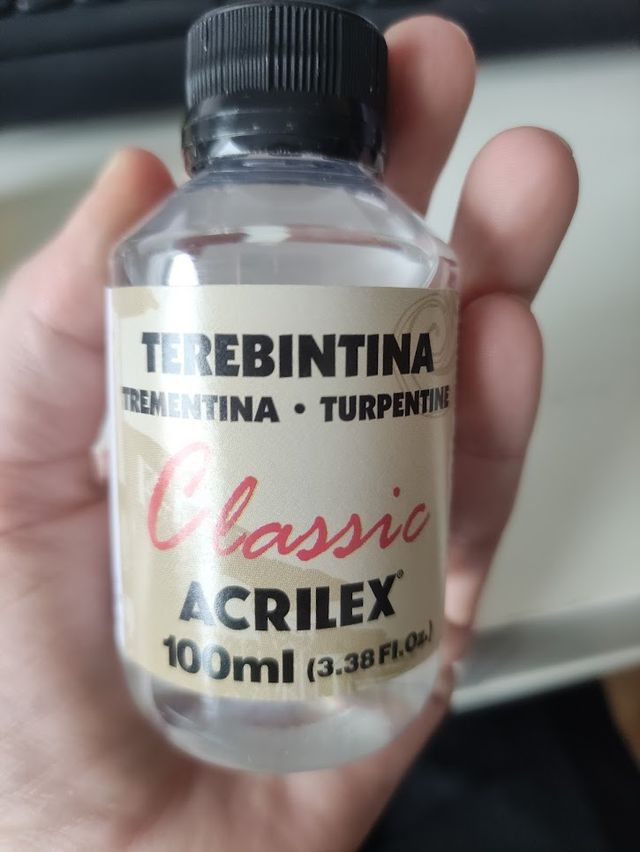 TEREBINTINA
TREMENTINA • TURPENTINE
Classic
ACRILEX®
100ml (3.38 Fl.Oz.)